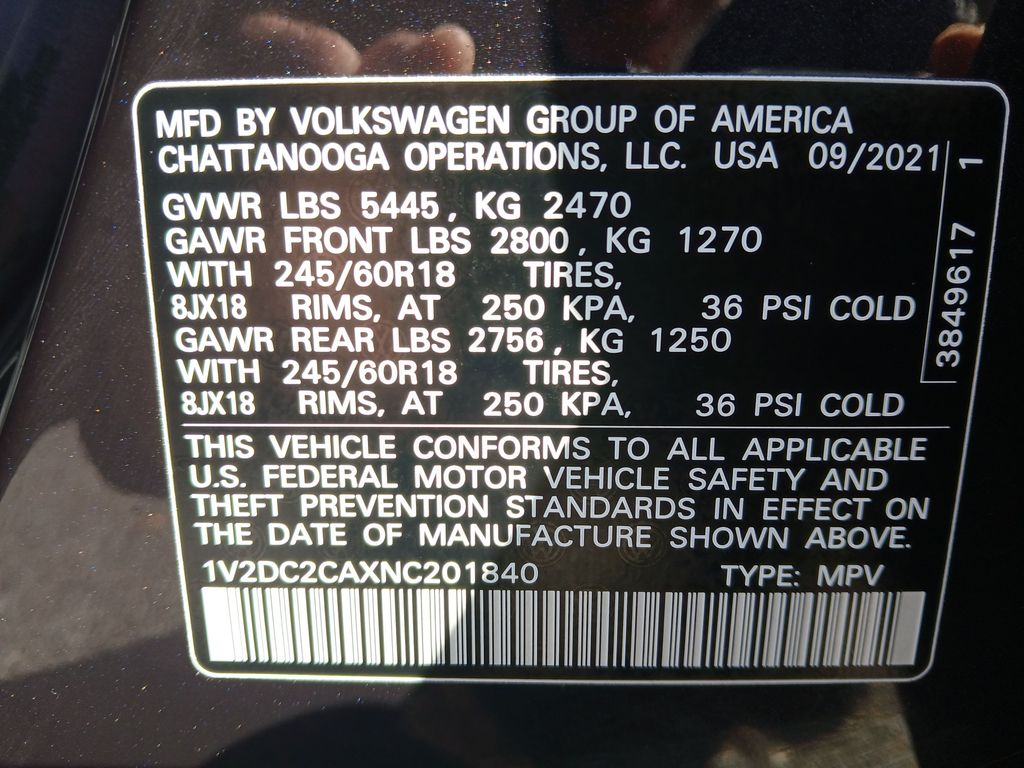 MFD BY VOLKSWAGEN GROUP OF AMERICA
CHATTANOOGA OPERATIONS, LLC. USA 09/2021
GVWR LBS 5445, KG 2470
GAWR FRONT LBS 2800, KG 1270
WITH 245/60R18 TIRES,
8JX18 RIMS, AT 250 KPA, 36 PSI COLD
GAWR REAR LBS 2756, KG 1250
WITH 245/60R18 TIRES,
8JX18 RIMS, AT 250 KPA, 36 PSI COLD
3849617 1
THIS VEHICLE CONFORMS TO ALL APPLICABLE
U.S. FEDERAL MOTOR VEHICLE SAFETY AND
THEFT PREVENTION STANDARDS IN EFFECT ON
THE DATE OF MANUFACTURE SHOWN ABOVE.
1V2DC2CAXNC201840 TYPE: MPV